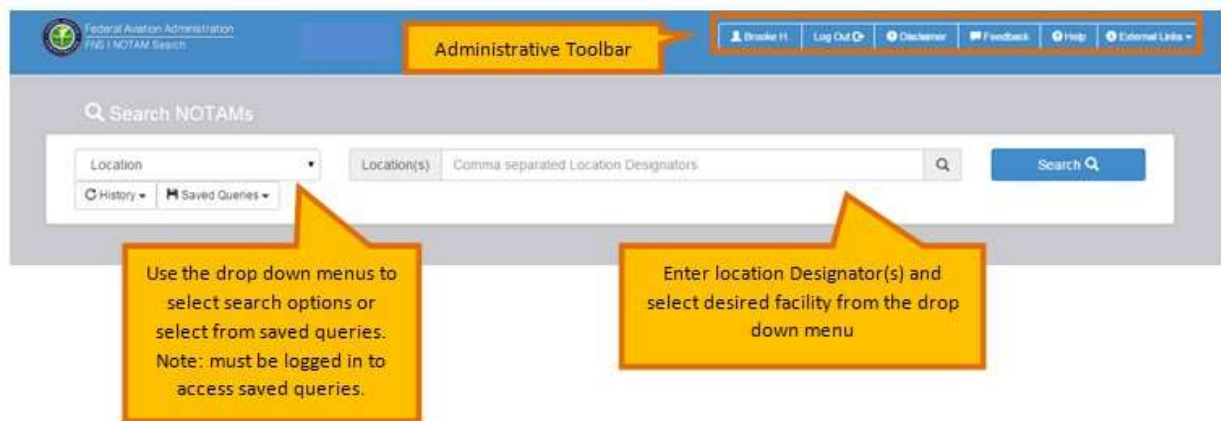 Federal Aviation Administration
FNS I NOTAM Search
Administrative Toolbar
Brooke H.
Log Out
Disclaimer
Feedback
Help
External Links
Search NOTAMs
Location
Location(s)
Comma separated Location Designators
Search
History
Saved Queries
Use the drop down menus to
select search options or
select from saved queries.
Note: must be logged in to
access saved queries.
Enter location Designator(s) and
select desired facility from the drop
down menu